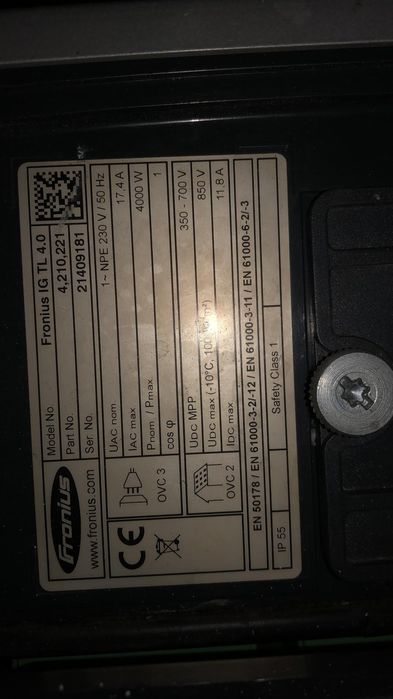 Fronius
www.fronius.com
Model No. Fronius IG TL 4.0
Part No. 4,210,221
Ser No. 21409181
CE
OVC 3
UAC nom 1~ NPE 230 V / 50 Hz
IAC max 17.4 A
Pnom / Pmax 4000 W
cos φ 1
OVC 2
UDC MPP 350 - 700 V
UDC max (-10°C, 1000 W/m²) 850 V
IDC max 11,8 A
EN 50178 / EN 61000-3-2/-12 / EN 61000-3-11 / EN 61000-6-2/-3
IP 55 Safety Class 1